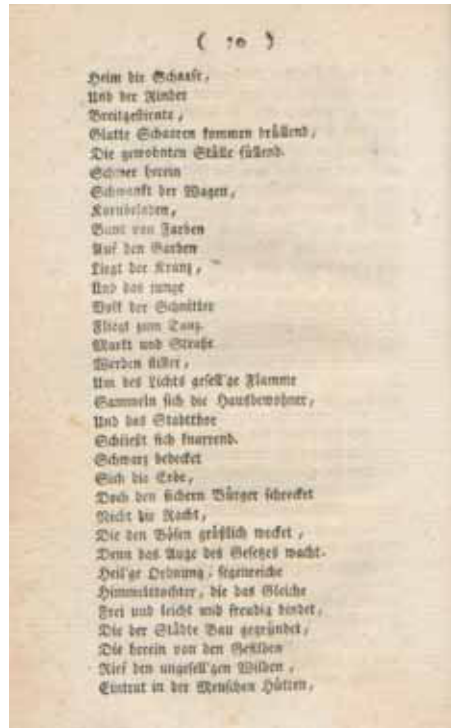 ( 70 )
Heim die Schaafe,
Und der Rinder
Breitgestirnte,
Glatte Schaaren kommen brüllend,
Die gewohnten Ställe füllend.
Schwer herein
Schwankt der Wagen,
Kornbeladen,
Bunt von Farben
Auf den Garben
Liegt der Kranz,
Und das junge
Volk der Schnitter
Fliegt zum Tanz.
Markt und Straße
Werden stiller,
Um des Lichts gesell'ge Flamme
Sammeln sich die Hausbewohner,
Und das Stadtthor
Schließt sich knarrend.
Schwarz bedecket
Sich die Erde,
Doch den sichern Bürger schrecket
Nicht die Nacht,
Die den Bösen gräßlich wecket,
Denn das Auge des Gesetzes wacht.
Heil'ge Ordnung, segenreiche
Himmelstochter, die das Gleiche
Frei und leicht und freudig bindet,
Die der Städte Bau gegründet,
Die herein von den Gefilden
Rief den ungesell'gen Wilden,
Eintrat in der Menschen Hütten,